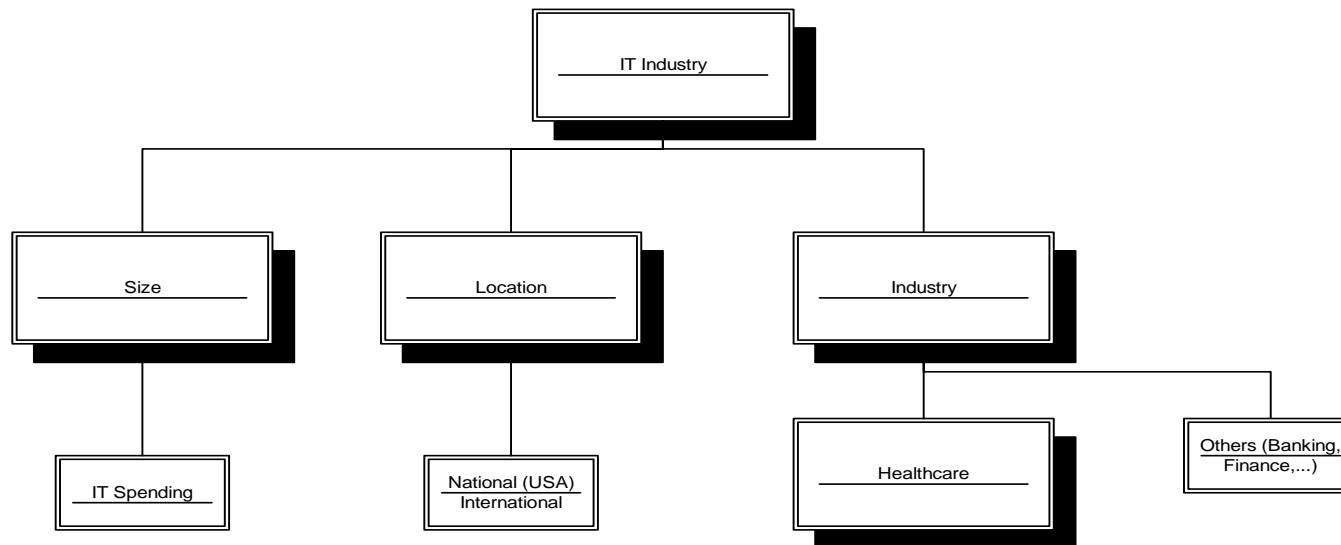 IT Industry
Size
Location
Industry
IT Spending
National (USA)
International
Healthcare
Others (Banking,
Finance,...)